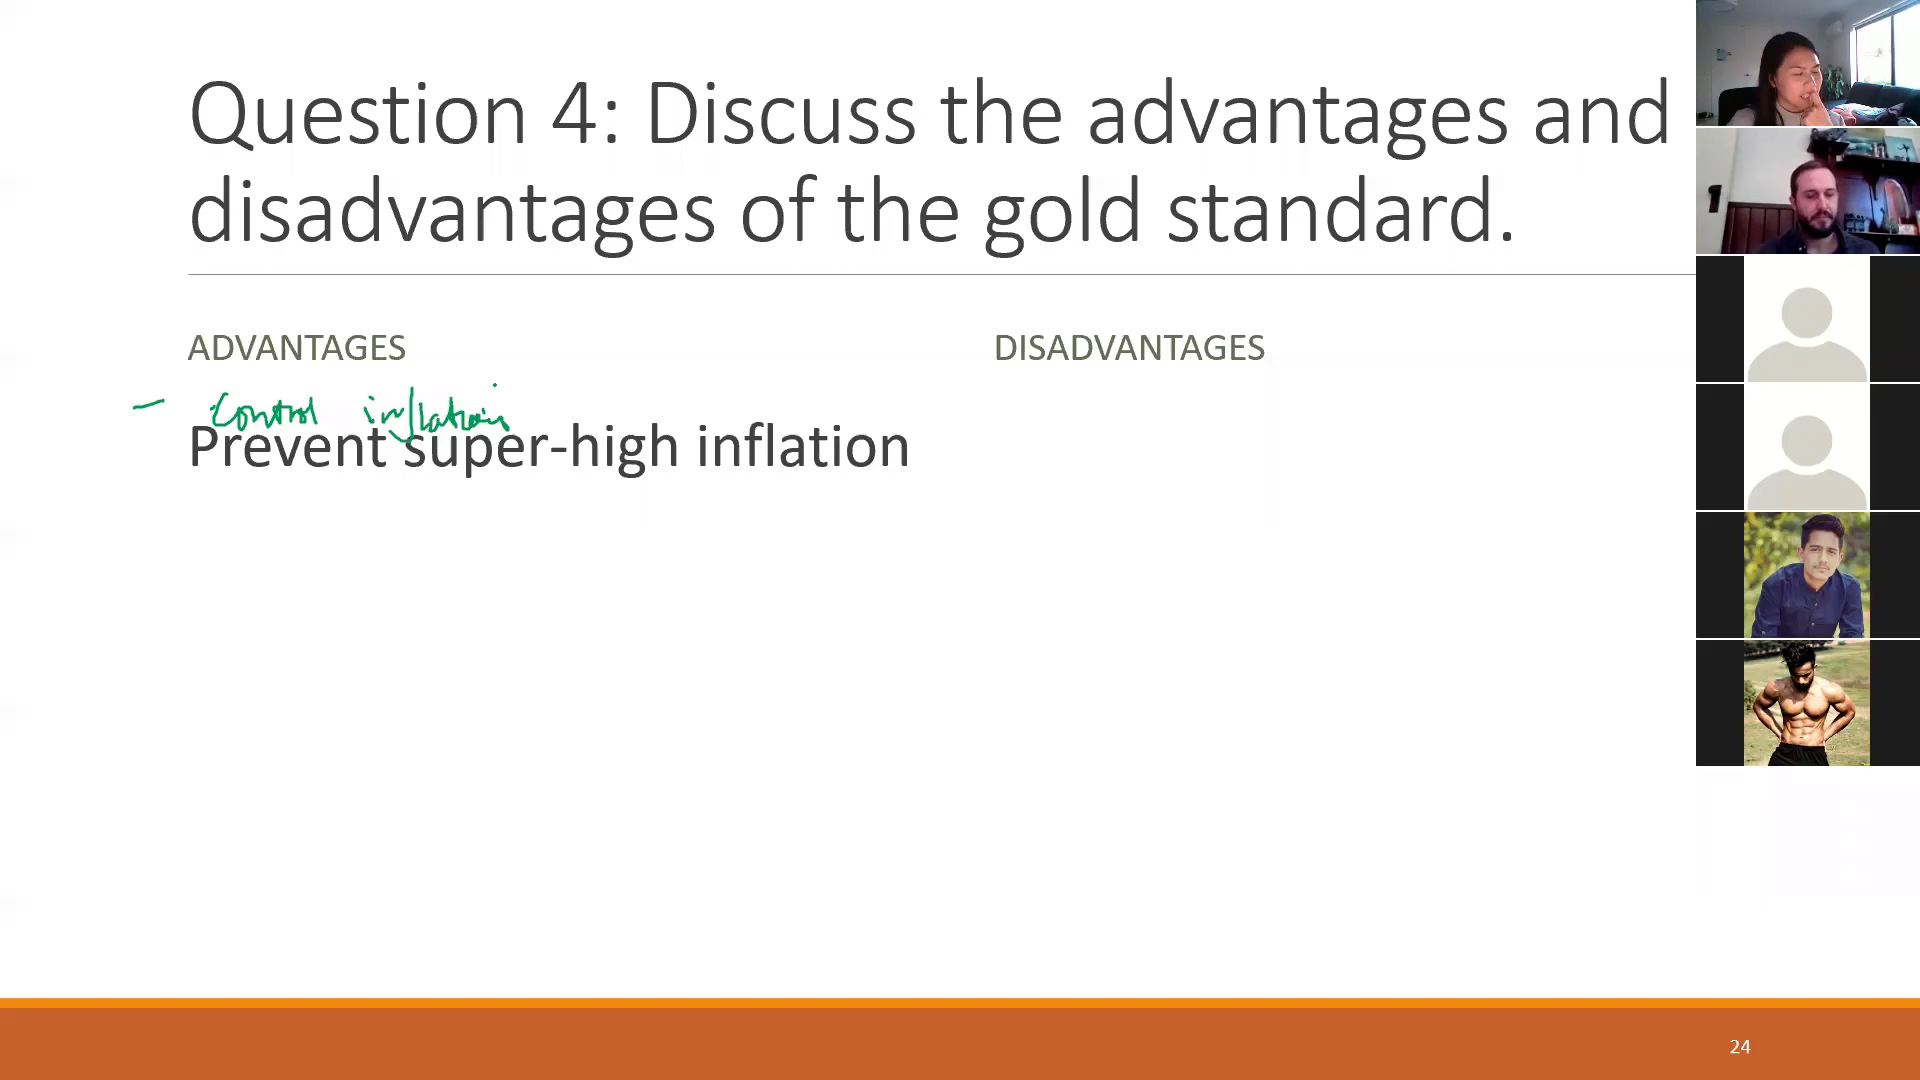 Question 4: Discuss the advantages and
disadvantages of the gold standard.
ADVANTAGES
DISADVANTAGES
- Control inflation
Prevent super-high inflation
24